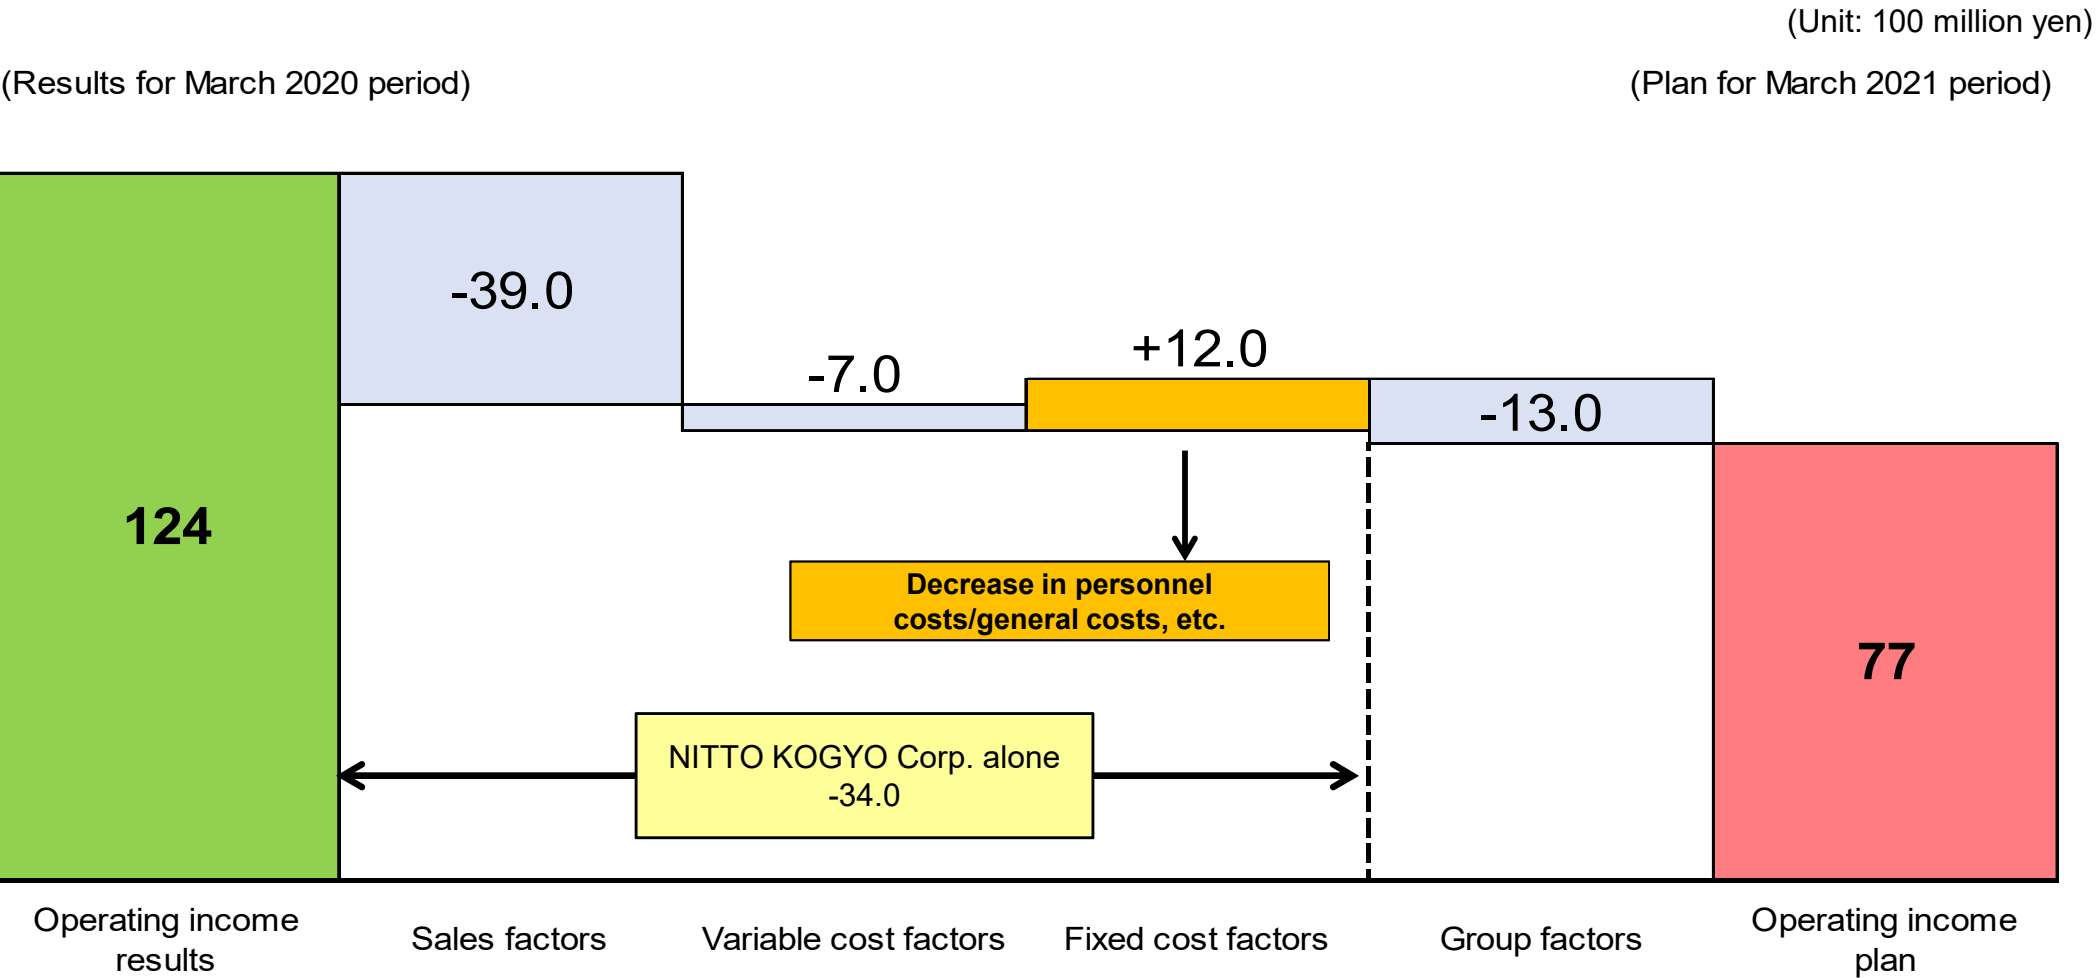 (Unit: 100 million yen)
(Results for March 2020 period)
(Plan for March 2021 period)
-39.0
-7.0
+12.0
-13.0
124
Decrease in personnel
costs/general costs, etc.
77
NITTO KOGYO Corp. alone
-34.0
Operating income
results
Sales factors
Variable cost factors
Fixed cost factors
Group factors
Operating income
plan